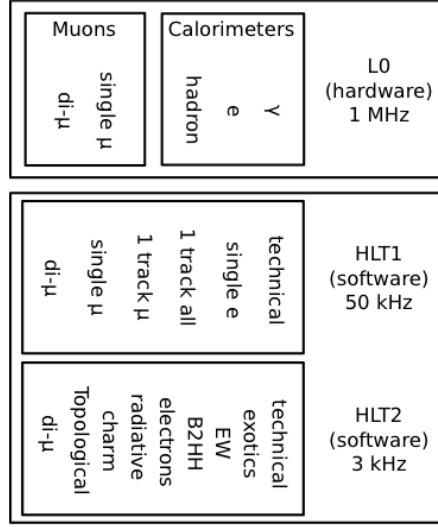 Muons
di-μ
single μ
Calorimeters
hadron
e
γ
L0
(hardware)
1 MHz
di-μ
single μ
1 track μ
1 track all
single e
technical
HLT1
(software)
50 kHz
di-μ
Topological
charm
radiative
electrons
B2HH
EW
exotics
technical
HLT2
(software)
3 kHz